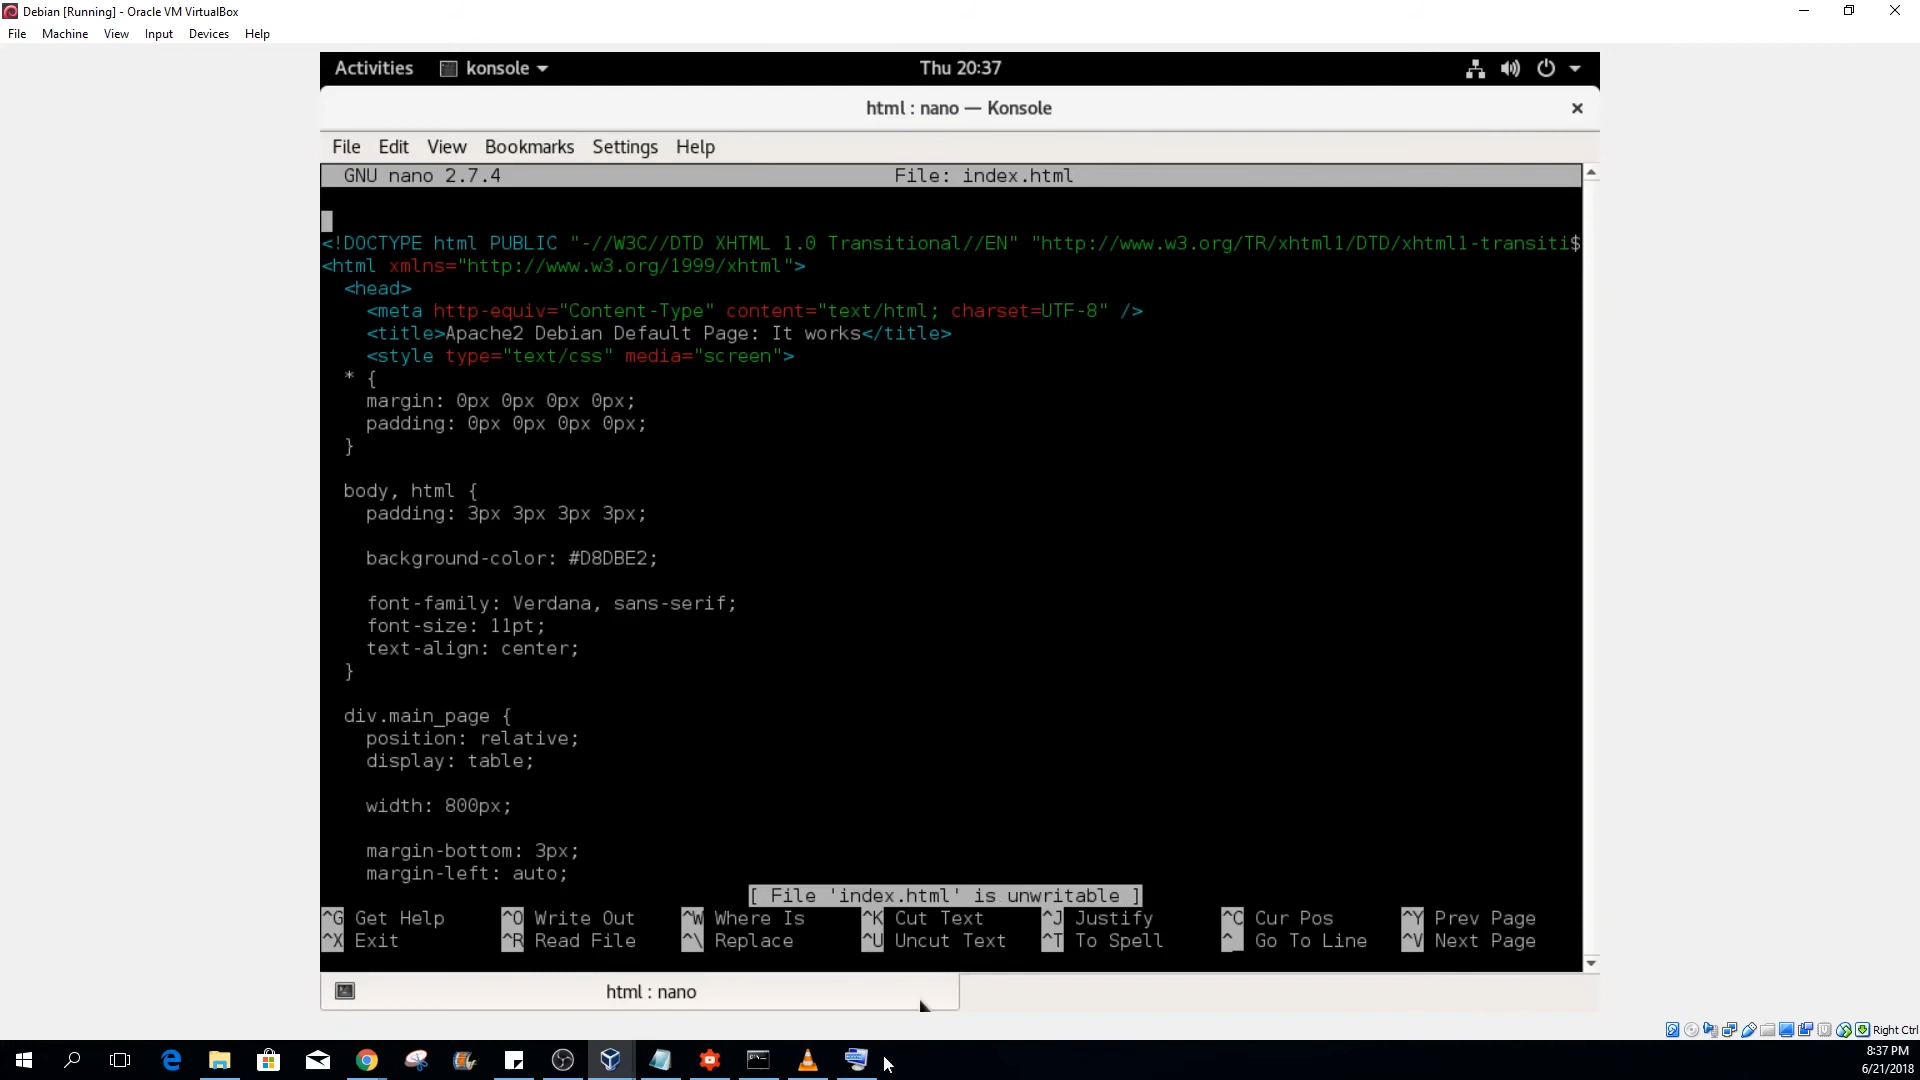 Debian [Running] - Oracle VM VirtualBox
File Machine View Input Devices Help
Activities konsole Thu 20:37
html : nano — Konsole
File Edit View Bookmarks Settings Help
GNU nano 2.7.4 File: index.html
<!DOCTYPE html PUBLIC "-//W3C//DTD XHTML 1.0 Transitional//EN" "http://www.w3.org/TR/xhtml1/DTD/xhtml1-transiti$
<html xmlns="http://www.w3.org/1999/xhtml">
<head>
<meta http-equiv="Content-Type" content="text/html; charset=UTF-8" />
<title>Apache2 Debian Default Page: It works</title>
<style type="text/css" media="screen">
* {
margin: 0px 0px 0px 0px;
padding: 0px 0px 0px 0px;
}
body, html {
padding: 3px 3px 3px 3px;
background-color: #D8DBE2;
font-family: Verdana, sans-serif;
font-size: 11pt;
text-align: center;
}
div.main_page {
position: relative;
display: table;
width: 800px;
margin-bottom: 3px;
margin-left: auto;
[ File 'index.html' is unwritable ]
^G Get Help ^O Write Out ^W Where Is ^K Cut Text ^J Justify ^C Cur Pos ^Y Prev Page
^X Exit ^R Read File ^\ Replace ^U Uncut Text ^T To Spell ^_ Go To Line ^V Next Page
html : nano
Right Ctrl
8:37 PM
6/21/2018